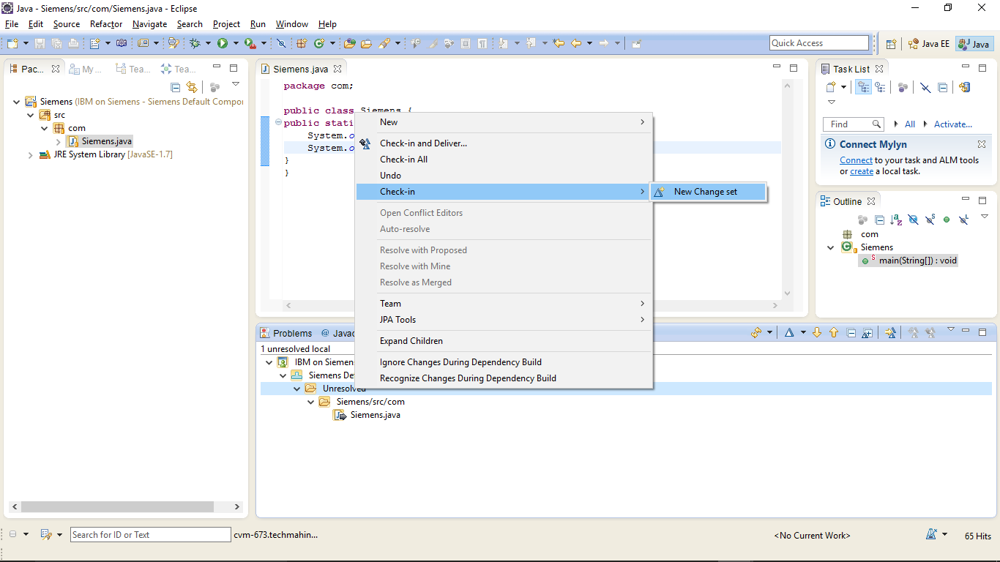 Java - Siemens/src/com/Siemens.java - Eclipse
File Edit Source Refactor Navigate Search Project Run Window Help
Quick Access
Java EE
Java
Pac...
My ...
Tea...
Tea...
Siemens (IBM on Siemens - Siemens Default Compor
src
com
Siemens.java
JRE System Library [JavaSE-1.7]
Siemens.java
package com;
public class Siemens {
public stati
System.o
System.o
}
}
New
Check-in and Deliver...
Check-in All
Undo
Check-in
New Change set
Open Conflict Editors
Auto-resolve
Resolve with Proposed
Resolve with Mine
Resolve as Merged
Team
JPA Tools
Expand Children
Ignore Changes During Dependency Build
Recognize Changes During Dependency Build
Task List
Find
All
Activate...
Connect Mylyn
Connect to your task and ALM tools
or create a local task.
Outline
com
Siemens
main(String[]) : void
Problems @ Javad
1 unresolved local
IBM on Siemens
Siemens De
Unresolved
Siemens/src/com
Siemens.java
Search for ID or Text
cvm-673.techmahin...
<No Current Work>
65 Hits